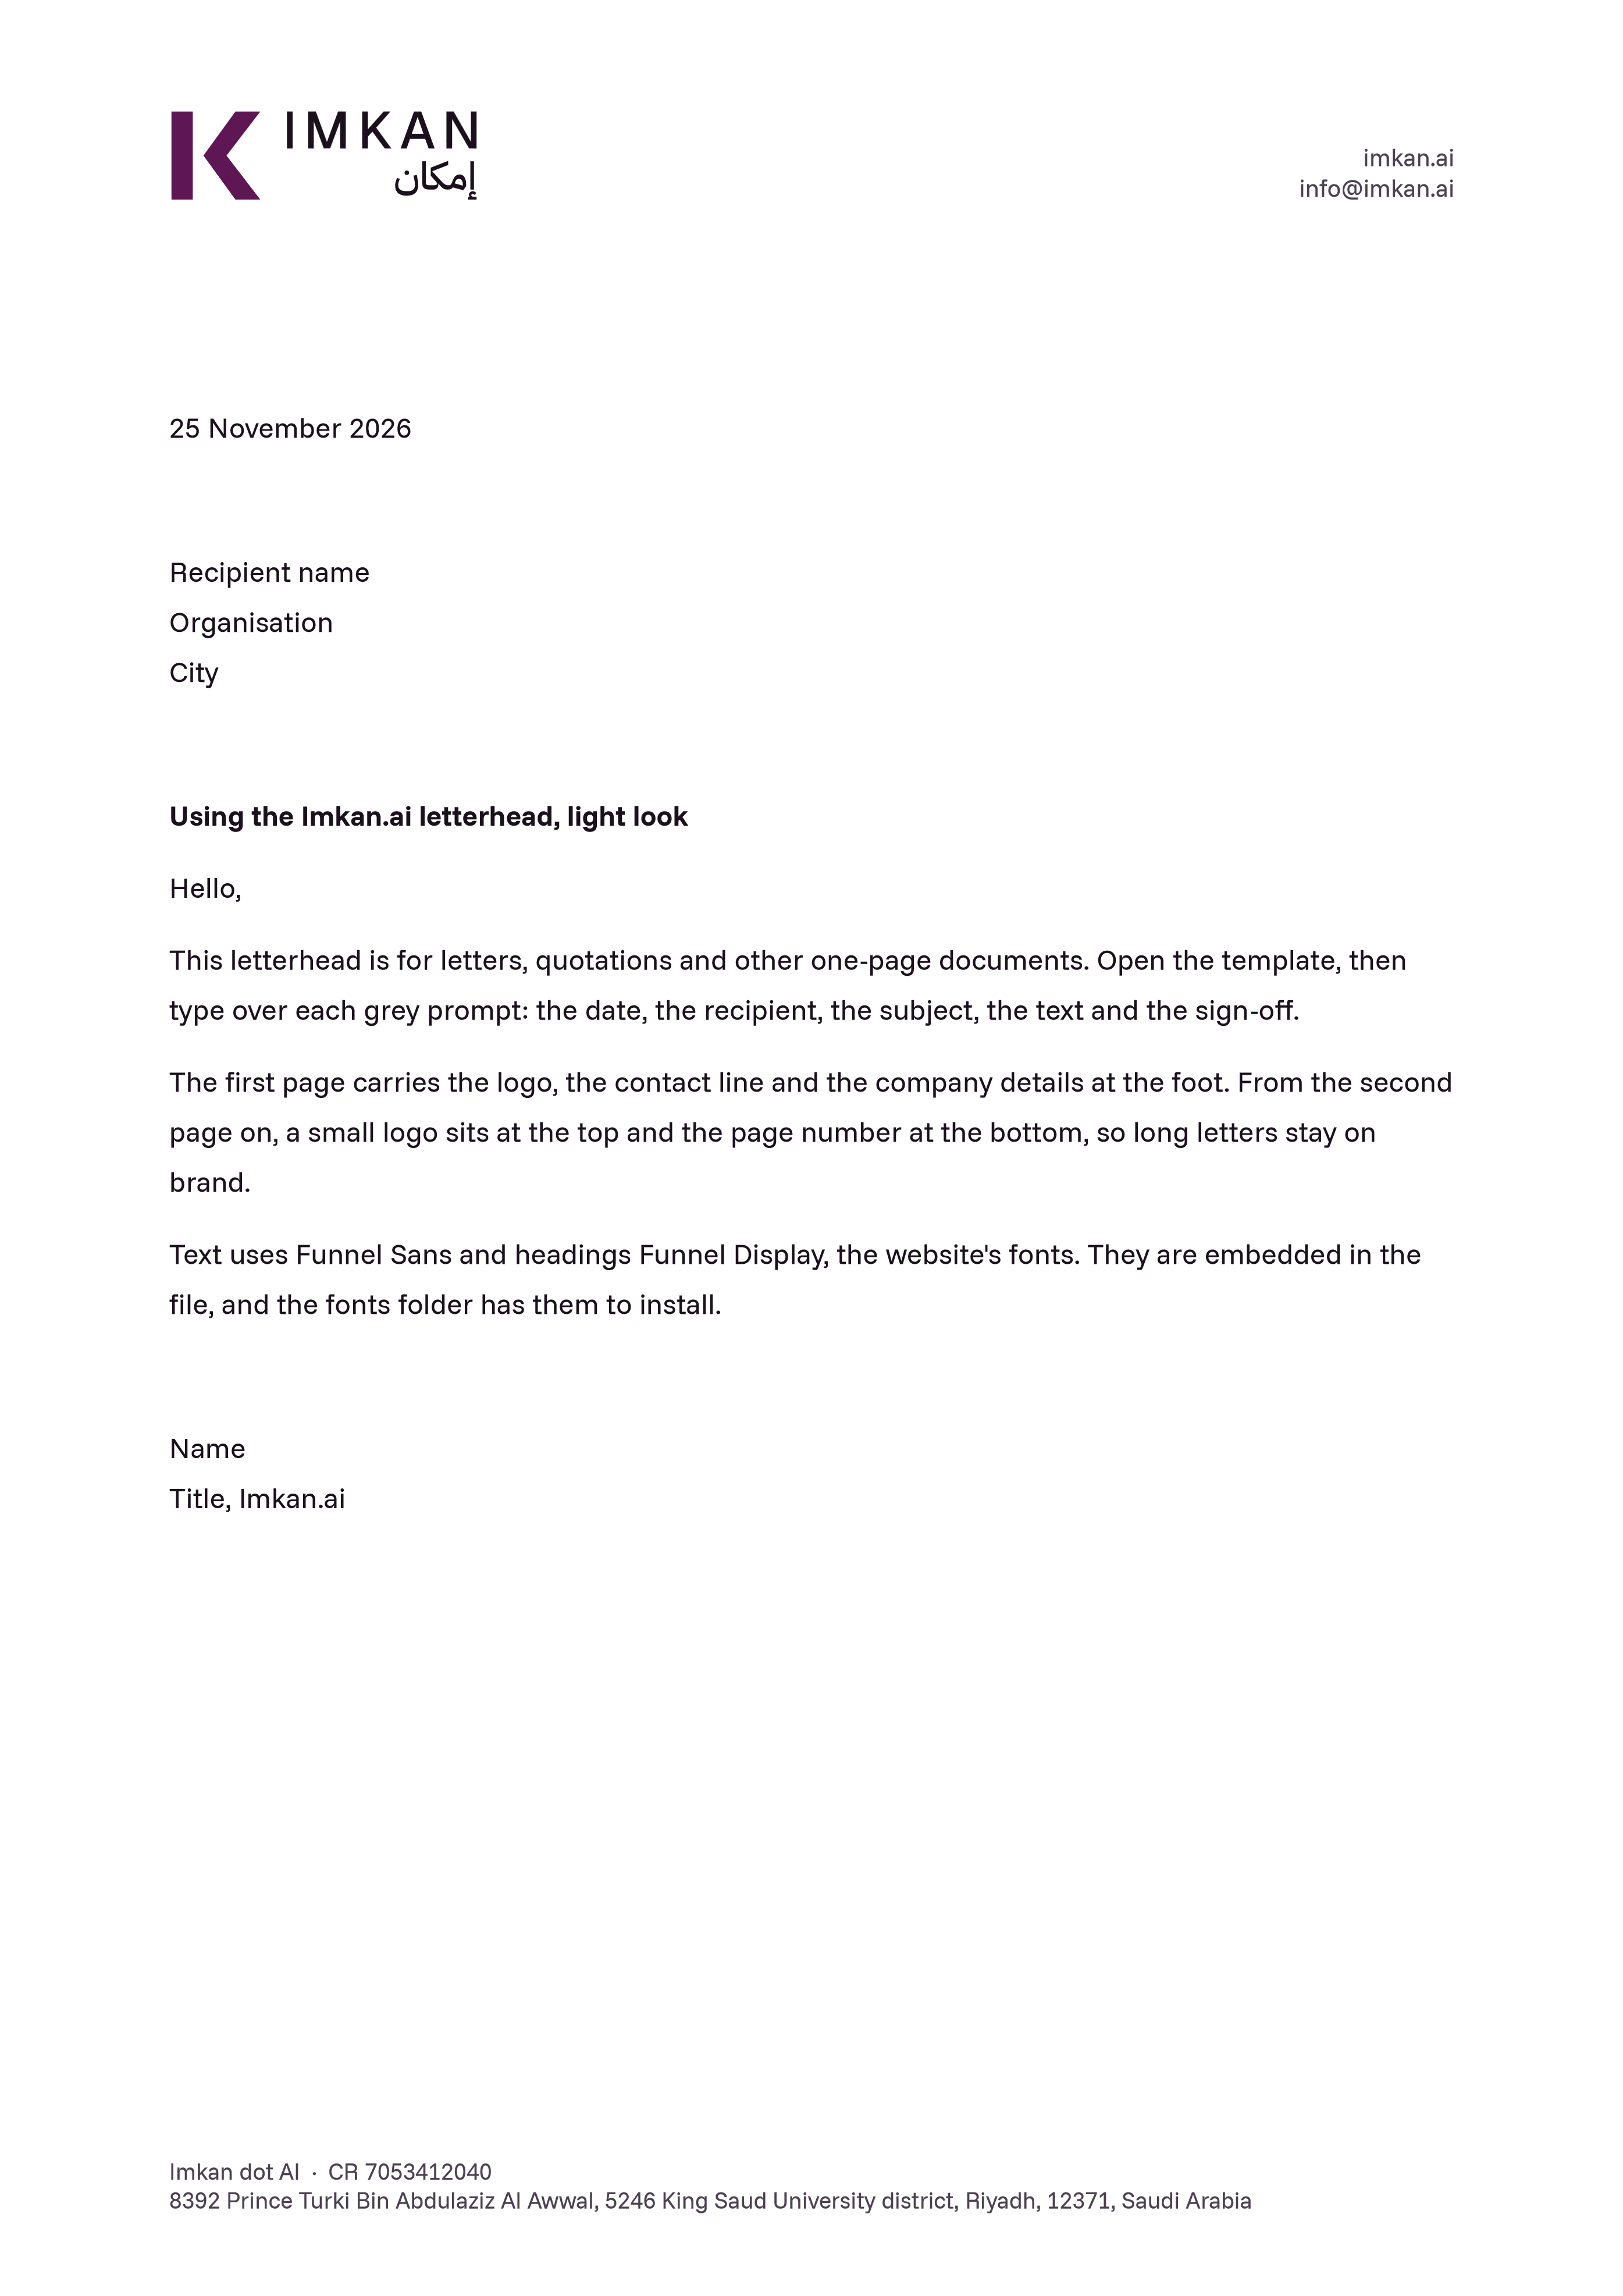 IMKAN
إمكان
imkan.ai
info@imkan.ai
25 November 2026
Recipient name
Organisation
City
Using the Imkan.ai letterhead, light look
Hello,
This letterhead is for letters, quotations and other one-page documents. Open the template, then
type over each grey prompt: the date, the recipient, the subject, the text and the sign-off.
The first page carries the logo, the contact line and the company details at the foot. From the second
page on, a small logo sits at the top and the page number at the bottom, so long letters stay on
brand.
Text uses Funnel Sans and headings Funnel Display, the website's fonts. They are embedded in the
file, and the fonts folder has them to install.
Name
Title, Imkan.ai
Imkan dot AI · CR 7053412040
8392 Prince Turki Bin Abdulaziz Al Awwal, 5246 King Saud University district, Riyadh, 12371, Saudi Arabia